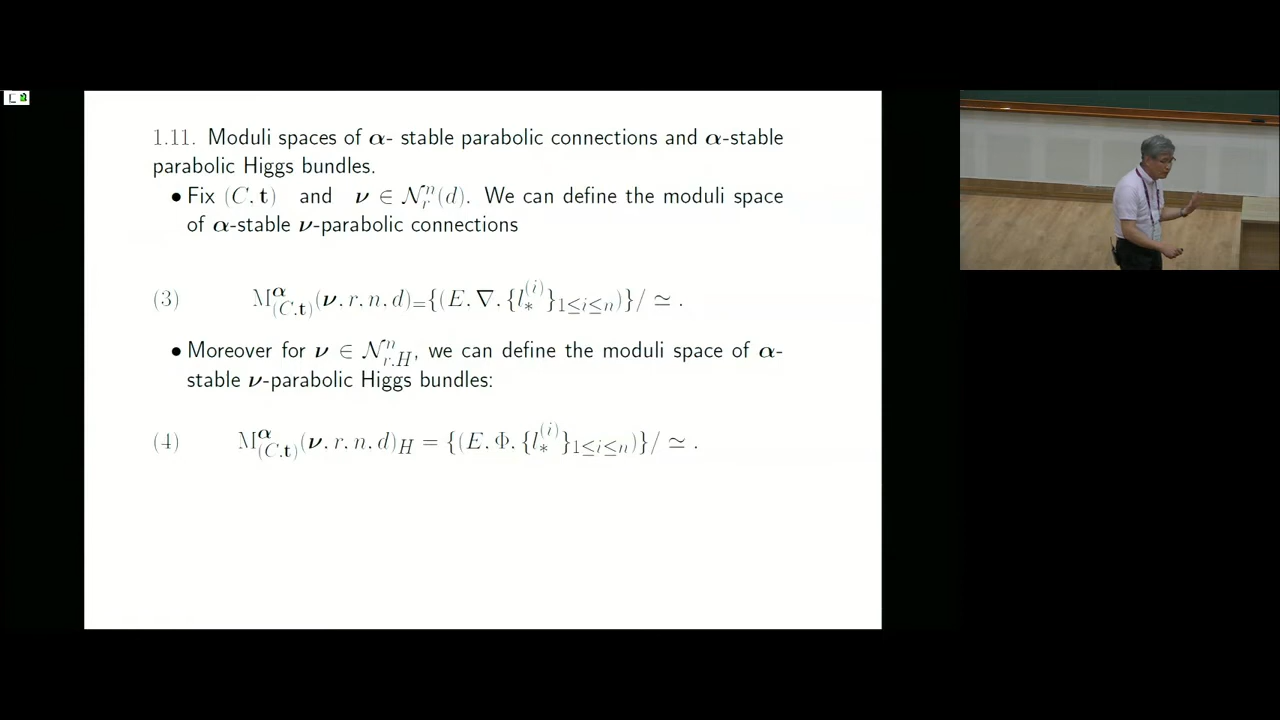 1.11. Moduli spaces of α- stable parabolic connections and α-stable
parabolic Higgs bundles.
• Fix (C. t) and ν ∈ N_r^n(d). We can define the moduli space
of α-stable ν-parabolic connections
(3) M^α_{(C.t)}(ν. r. n. d)_={(E. ∇. {l_*^{(i)}}_{1≤i≤n})}/ ≃ .
• Moreover for ν ∈ N^n_{r.H}, we can define the moduli space of α-
stable ν-parabolic Higgs bundles:
(4) M^α_{(C.t)}(ν. r. n. d)_H = {(E. Φ. {l_*^{(i)}}_{1≤i≤n})}/ ≃ .